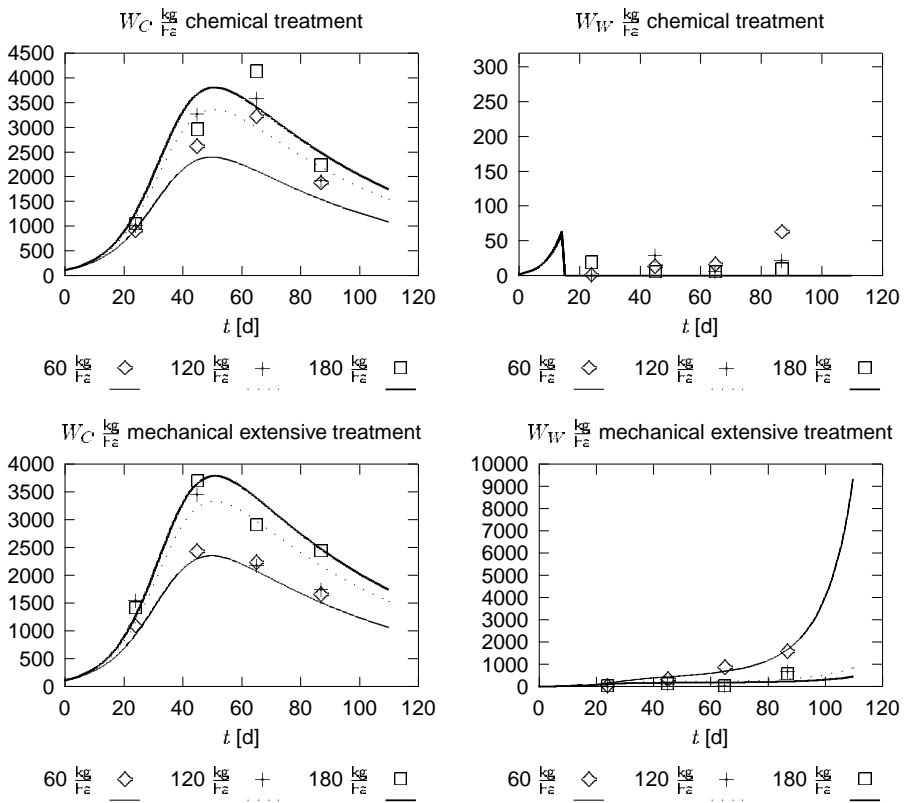 W_C kg/ha chemical treatment
4500
4000
3500
3000
2500
2000
1500
1000
500
0
0 20 40 60 80 100 120
t [d]
60 kg/ha 120 kg/ha 180 kg/ha
W_W kg/ha chemical treatment
300
250
200
150
100
50
0
0 20 40 60 80 100 120
t [d]
60 kg/ha 120 kg/ha 180 kg/ha
W_C kg/ha mechanical extensive treatment
4000
3500
3000
2500
2000
1500
1000
500
0
0 20 40 60 80 100 120
t [d]
60 kg/ha 120 kg/ha 180 kg/ha
W_W kg/ha mechanical extensive treatment
10000
9000
8000
7000
6000
5000
4000
3000
2000
1000
0
0 20 40 60 80 100 120
t [d]
60 kg/ha 120 kg/ha 180 kg/ha